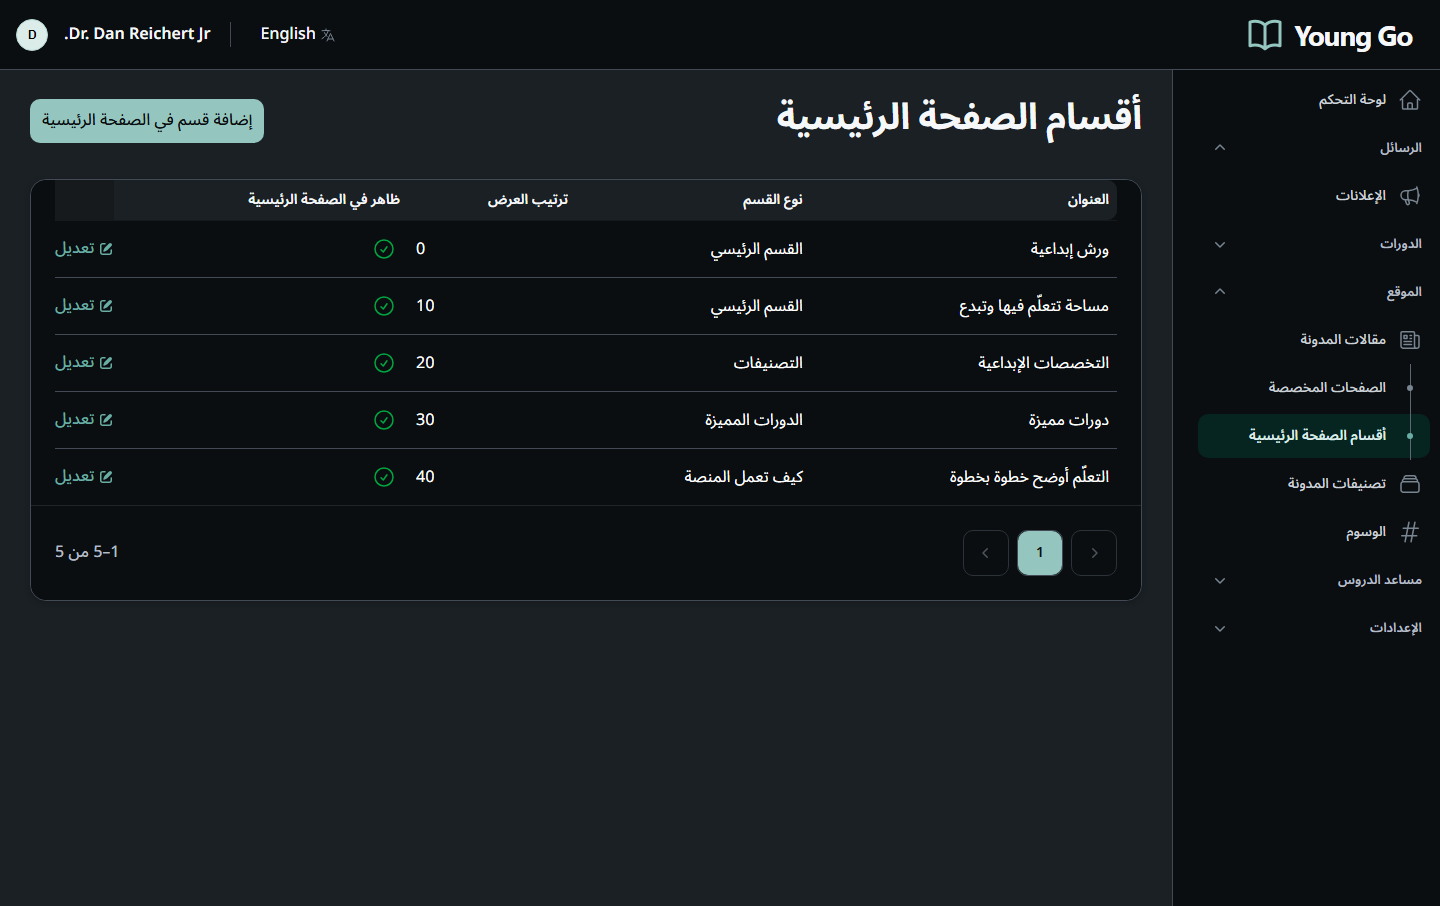 Young Go
English
Dr. Dan Reichert Jr.
D
لوحة التحكم
الرسائل
الإعلانات
الدورات
الموقع
مقالات المدونة
الصفحات المخصصة
أقسام الصفحة الرئيسية
تصنيفات المدونة
الوسوم
مساعد الدروس
الإعدادات
أقسام الصفحة الرئيسية
إضافة قسم في الصفحة الرئيسية
العنوان نوع القسم ترتيب العرض ظاهر في الصفحة الرئيسية
ورش إبداعية القسم الرئيسي 0 تعديل
مساحة تتعلّم فيها وتبدع القسم الرئيسي 10 تعديل
التخصصات الإبداعية التصنيفات 20 تعديل
دورات مميزة الدورات المميزة 30 تعديل
التعلّم أوضح خطوة بخطوة كيف تعمل المنصة 40 تعديل
1
1–5 من 5